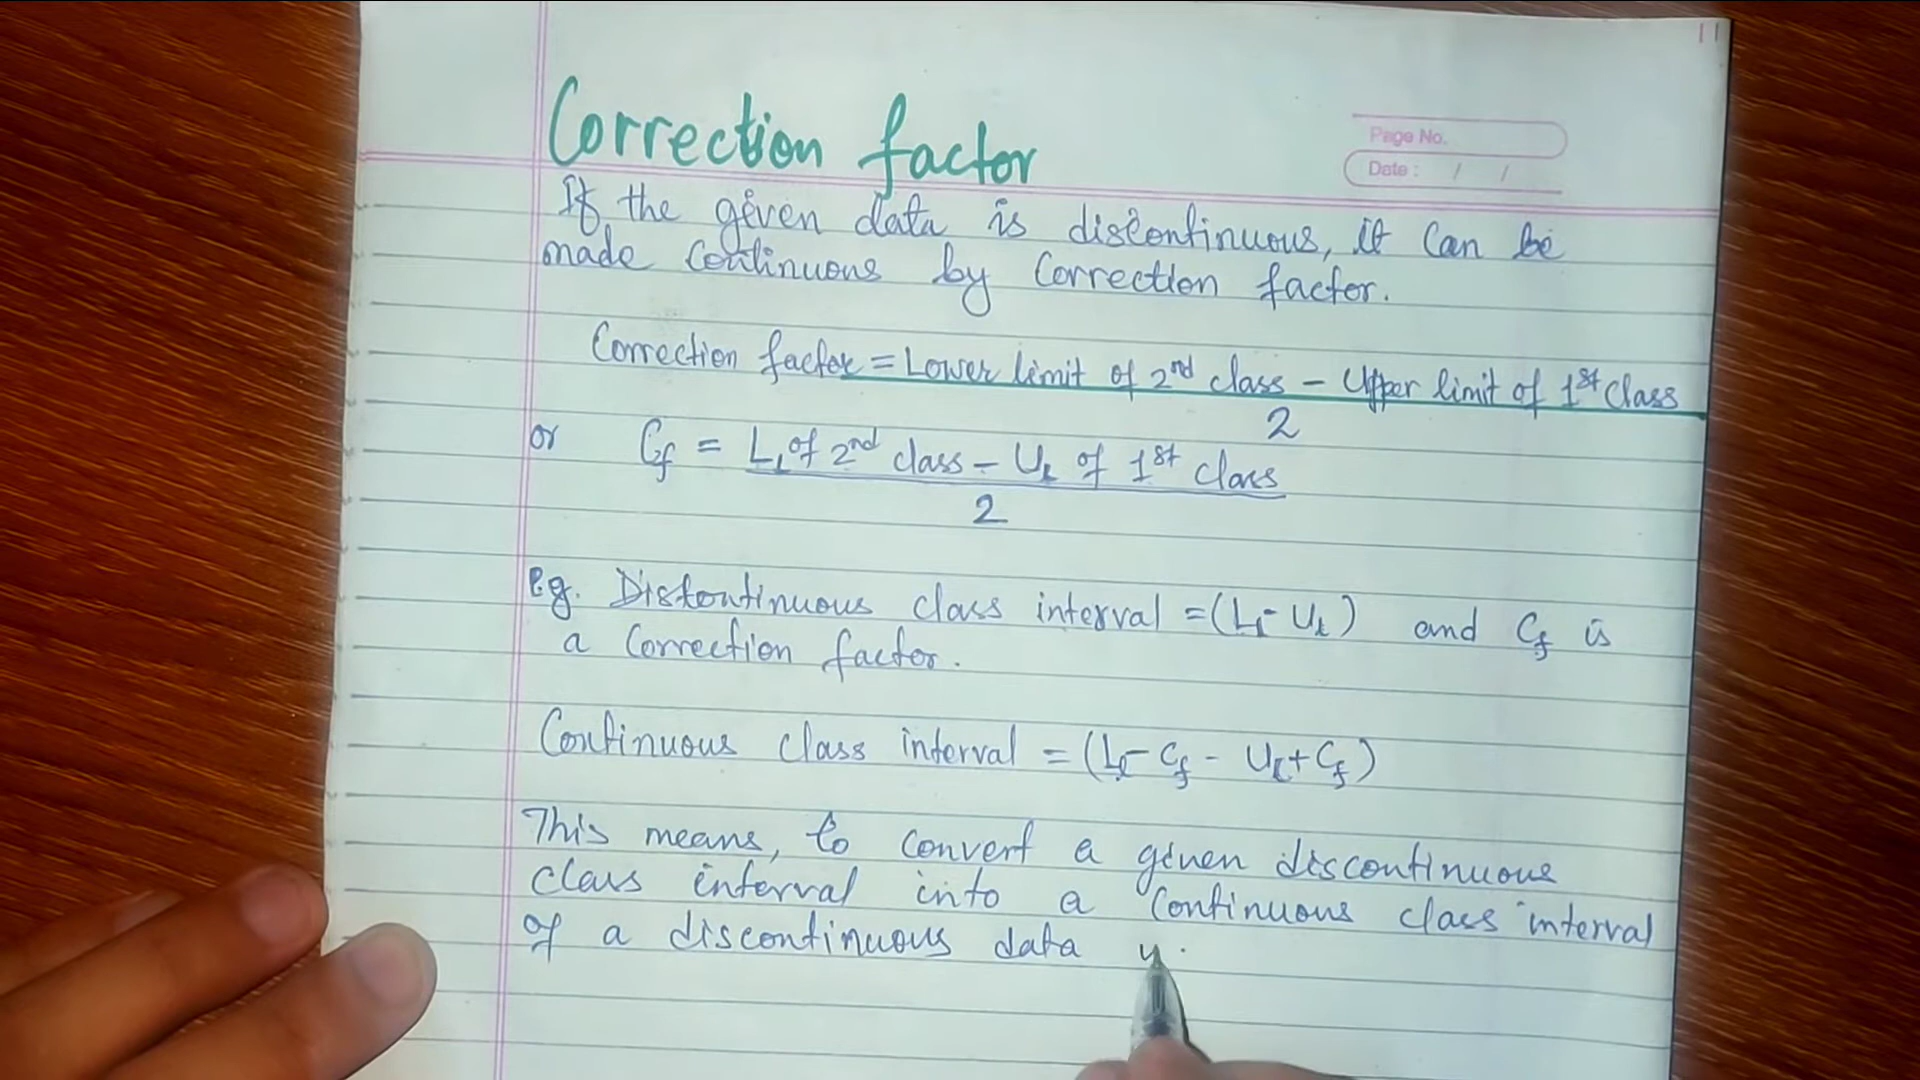 Correction factor
Page No.
Date : / /
If the given data is discontinuous, it can be
made continuous by correction factor.
Correction factor = Lower limit of 2nd class – Upper limit of 1st class
2
or Cf = Ll of 2nd class – Ul of 1st class
2
Eg. Discontinuous class interval = (Ll - Ul) and Cf is
a correction factor.
Continuous class interval = (Ll - Cf - Ul + Cf)
This means, to convert a given discontinuous
class interval into a continuous class interval
of a discontinuous data